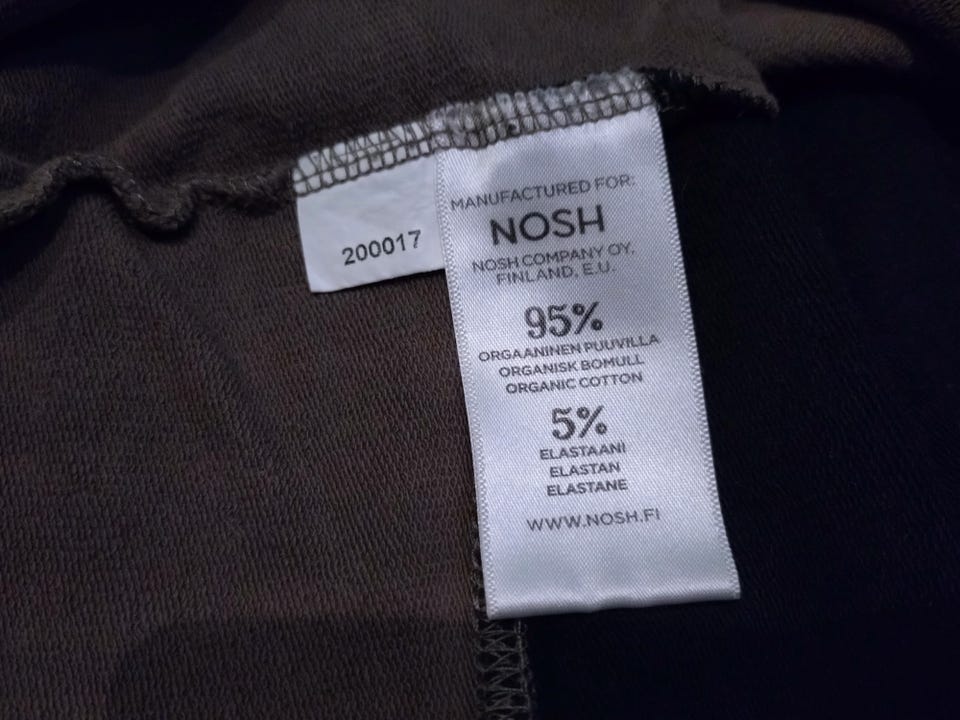 200017
MANUFACTURED FOR:
NOSH
NOSH COMPANY OY.
FINLAND, E.U.
95%
ORGAANINEN PUUVILLA
ORGANISK BOMULL
ORGANIC COTTON
5%
ELASTAANI
ELASTAN
ELASTANE
WWW.NOSH.FI